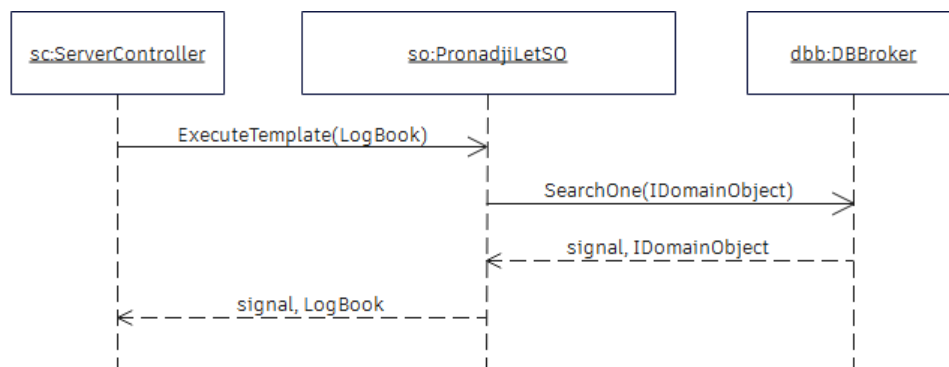 sc:ServerController
so:PronadjiLetSO
dbb:DBBroker
ExecuteTemplate(LogBook)
SearchOne(IDomainObject)
signal, IDomainObject
signal, LogBook